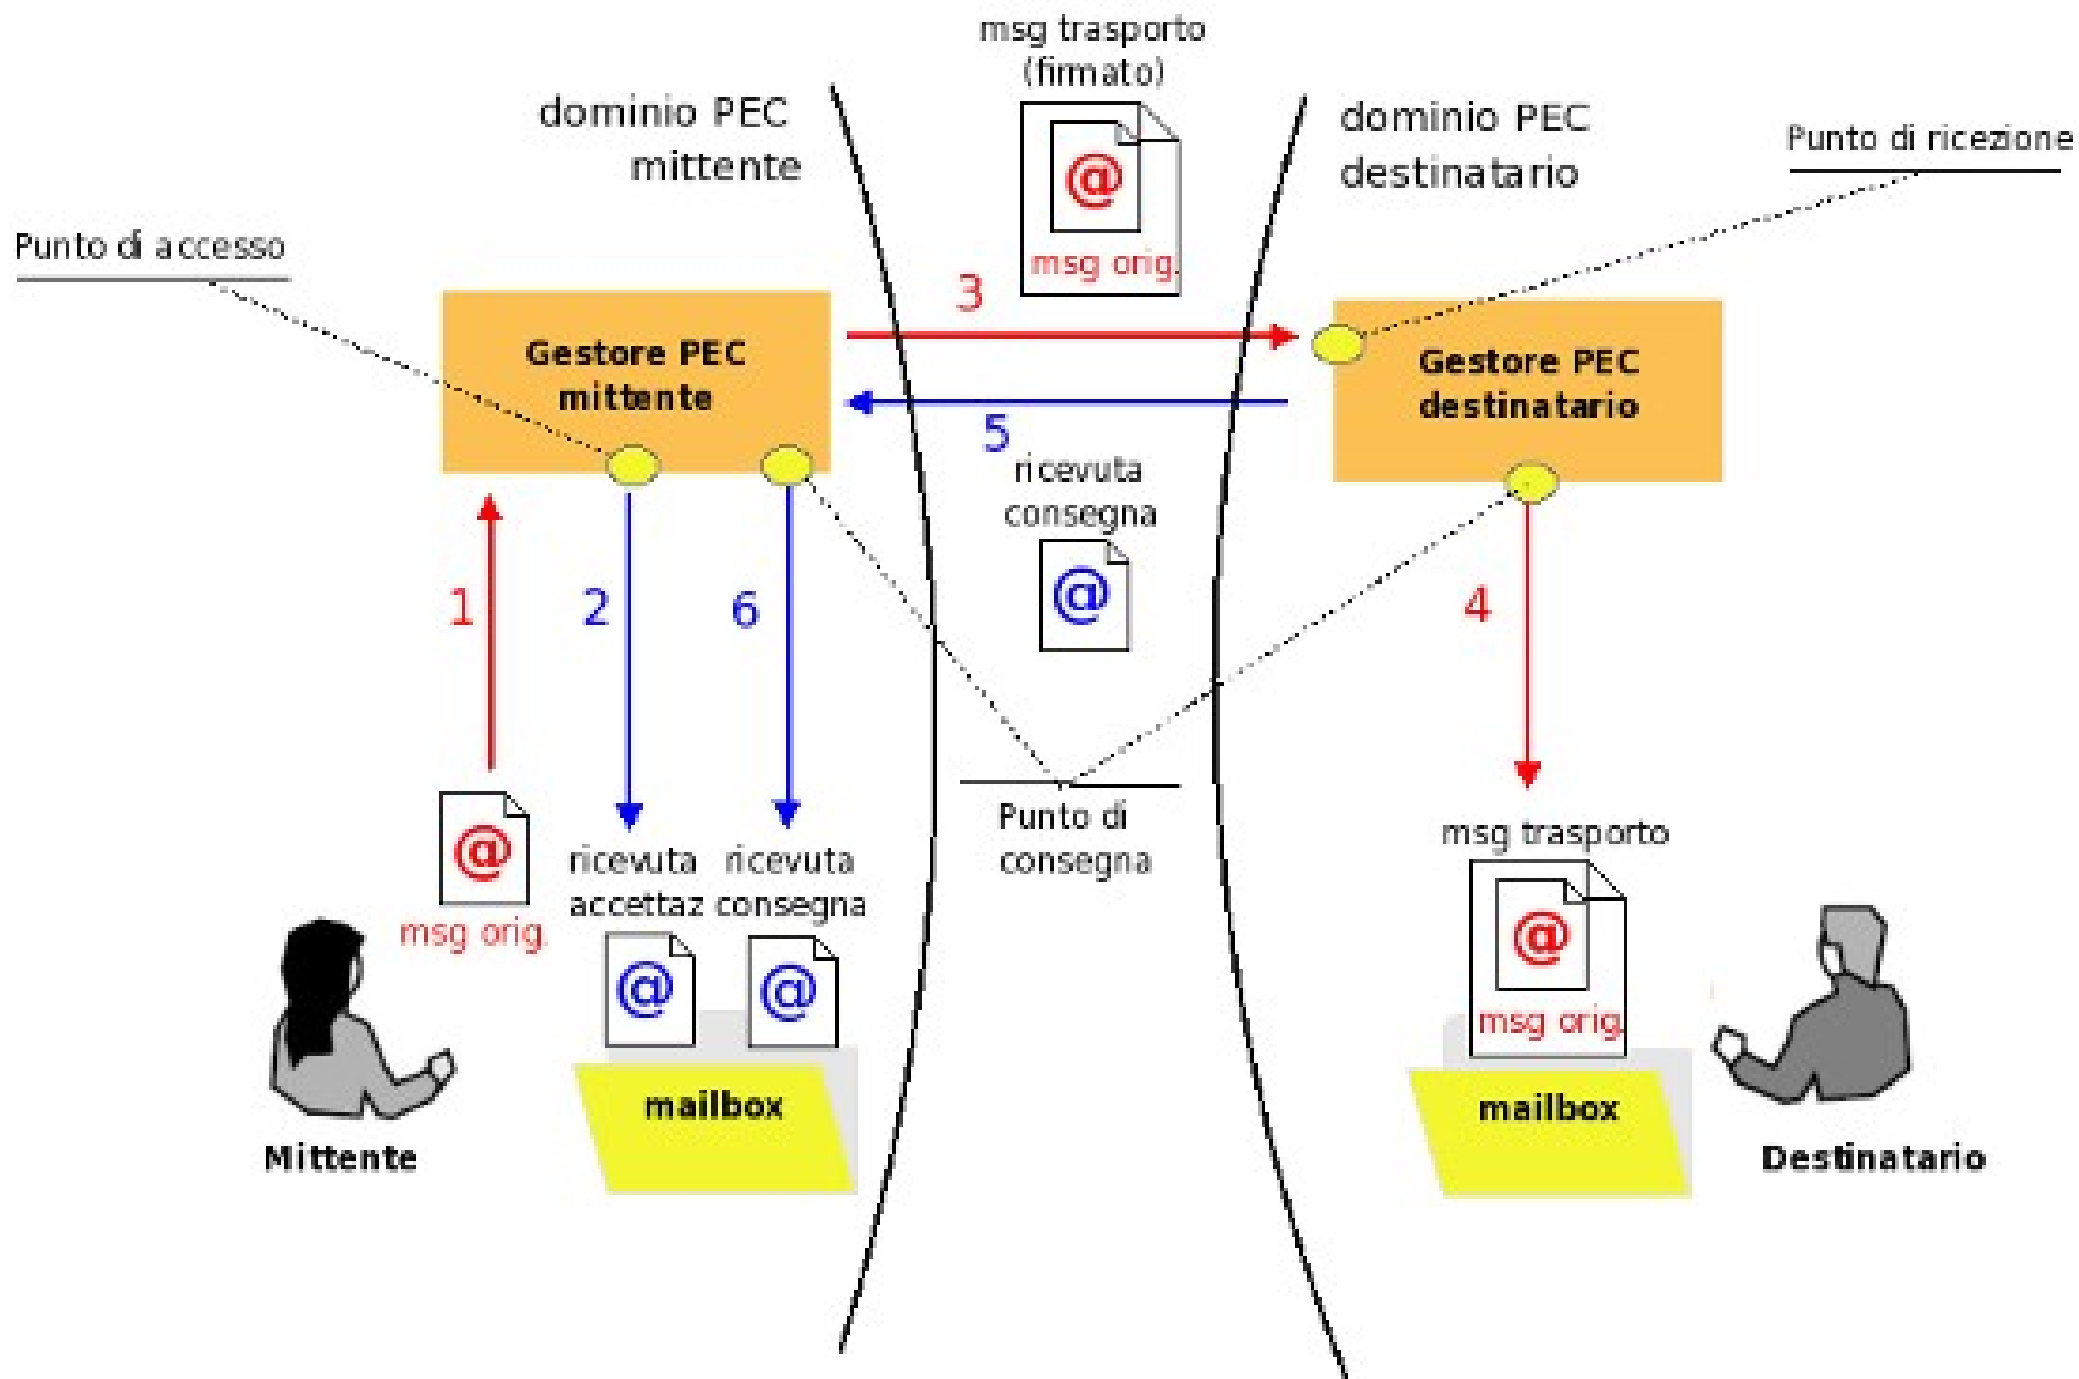 msg trasporto
(firmato)
dominio PEC
mittente
dominio PEC
destinatario
Punto di ricezione
Punto di accesso
@
msg orig.
3
Gestore PEC
mittente
Gestore PEC
destinatario
5
ricevuta
consegna
@
1
2
6
4
Punto di
consegna
@
msg orig.
ricevuta
accettaz
ricevuta
consegna
@
@
mailbox
Mittente
msg trasporto
@
msg orig.
mailbox
Destinatario